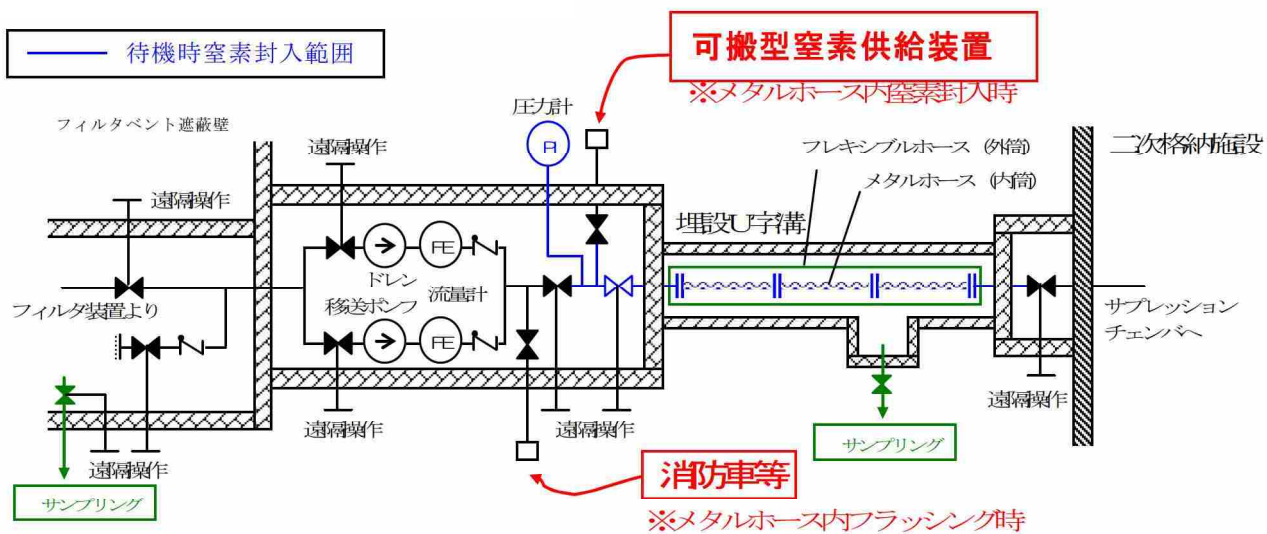 待機時窒素封入範囲
可搬型窒素供給装置
※メタルホース内窒素封入時
フィルタベント遮蔽壁
圧力計
PI
遠隔操作
遠隔操作
フレキシブルホース (外筒)
メタルホース (内筒)
二次格納施設
埋設U字溝
FE
ドレン
移送ポンプ
流量計
FE
フィルタ装置より
サプレッション
チェンバへ
遠隔操作
遠隔操作
遠隔操作
遠隔操作
サンプリング
サンプリング
消防車等
※メタルホース内フラッシング時